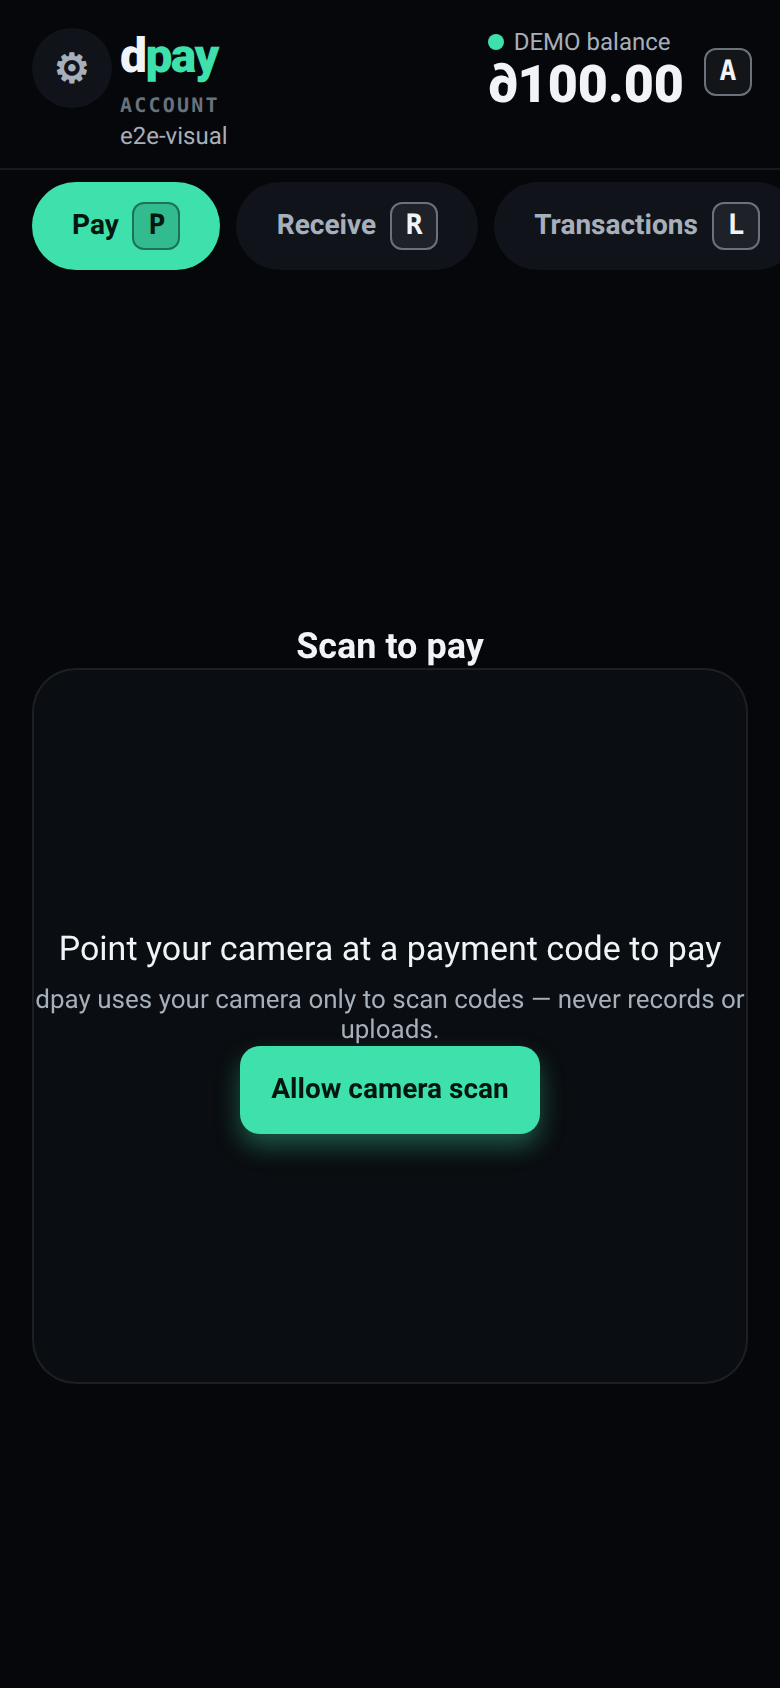 dpay
ACCOUNT
e2e-visual
DEMO balance
∂100.00
A
Pay P
Receive R
Transactions L
Scan to pay
Point your camera at a payment code to pay
dpay uses your camera only to scan codes — never records or
uploads.
Allow camera scan